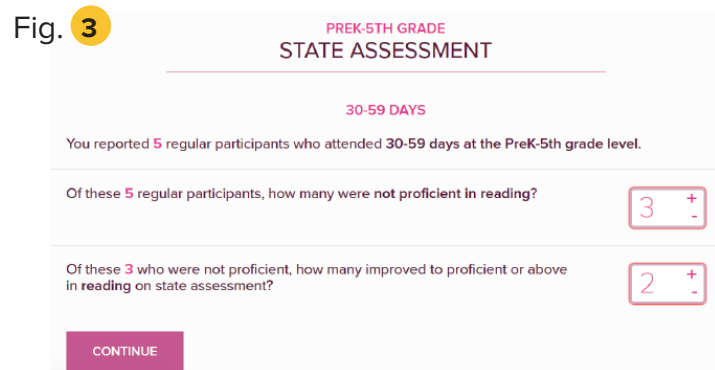 Fig. 3
PREK-5TH GRADE
STATE ASSESSMENT
30-59 DAYS
You reported 5 regular participants who attended 30-59 days at the PreK-5th grade level.
Of these 5 regular participants, how many were not proficient in reading?
3 + -
Of these 3 who were not proficient, how many improved to proficient or above
in reading on state assessment?
2 + -
CONTINUE